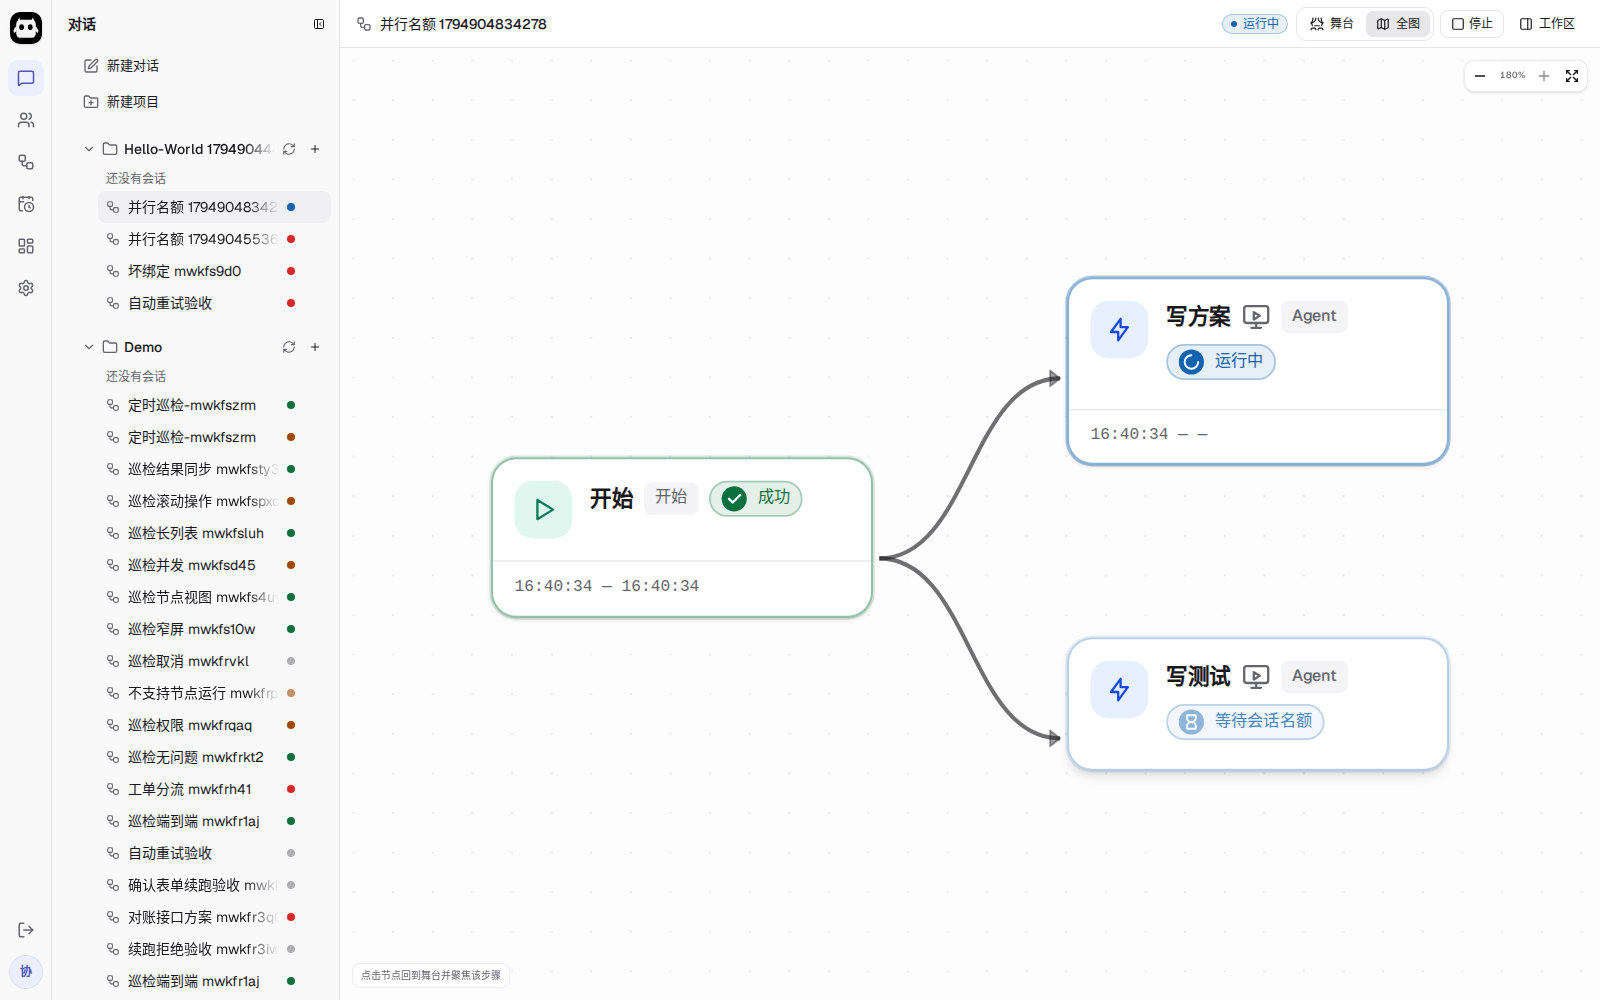 对话
新建对话
新建项目
Hello-World 1794904
还没有会话
并行名额 17949048342
并行名额 17949045536
坏绑定 mwkfs9d0
自动重试验收
Demo
还没有会话
定时巡检-mwkfszrm
定时巡检-mwkfszrm
巡检结果同步 mwkfsty
巡检滚动操作 mwkfspx
巡检长列表 mwkfsluh
巡检并发 mwkfsd45
巡检节点视图 mwkfs4u
巡检窄屏 mwkfs10w
巡检取消 mwkfrvkl
不支持节点运行 mwkfrp
巡检权限 mwkfrqaq
巡检无问题 mwkfrkt2
工单分流 mwkfrh41
巡检端到端 mwkfr1aj
自动重试验收
确认表单续跑验收 mwk
对账接口方案 mwkfr3q
续跑拒绝验收 mwkfr3iw
巡检端到端 mwkfr1aj
协
并行名额 1794904834278
运行中
舞台
全图
停止
工作区
180%
开始 开始 成功
16:40:34 — 16:40:34
写方案 Agent
运行中
16:40:34 — —
写测试 Agent
等待会话名额
点击节点回到舞台并聚焦该步骤